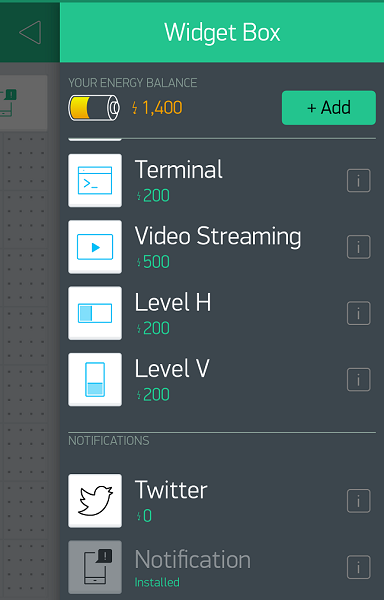 Widget Box
YOUR ENERGY BALANCE
1,400
+ Add
Terminal
200
Video Streaming
500
Level H
200
Level V
200
NOTIFICATIONS
Twitter
0
Notification
Installed